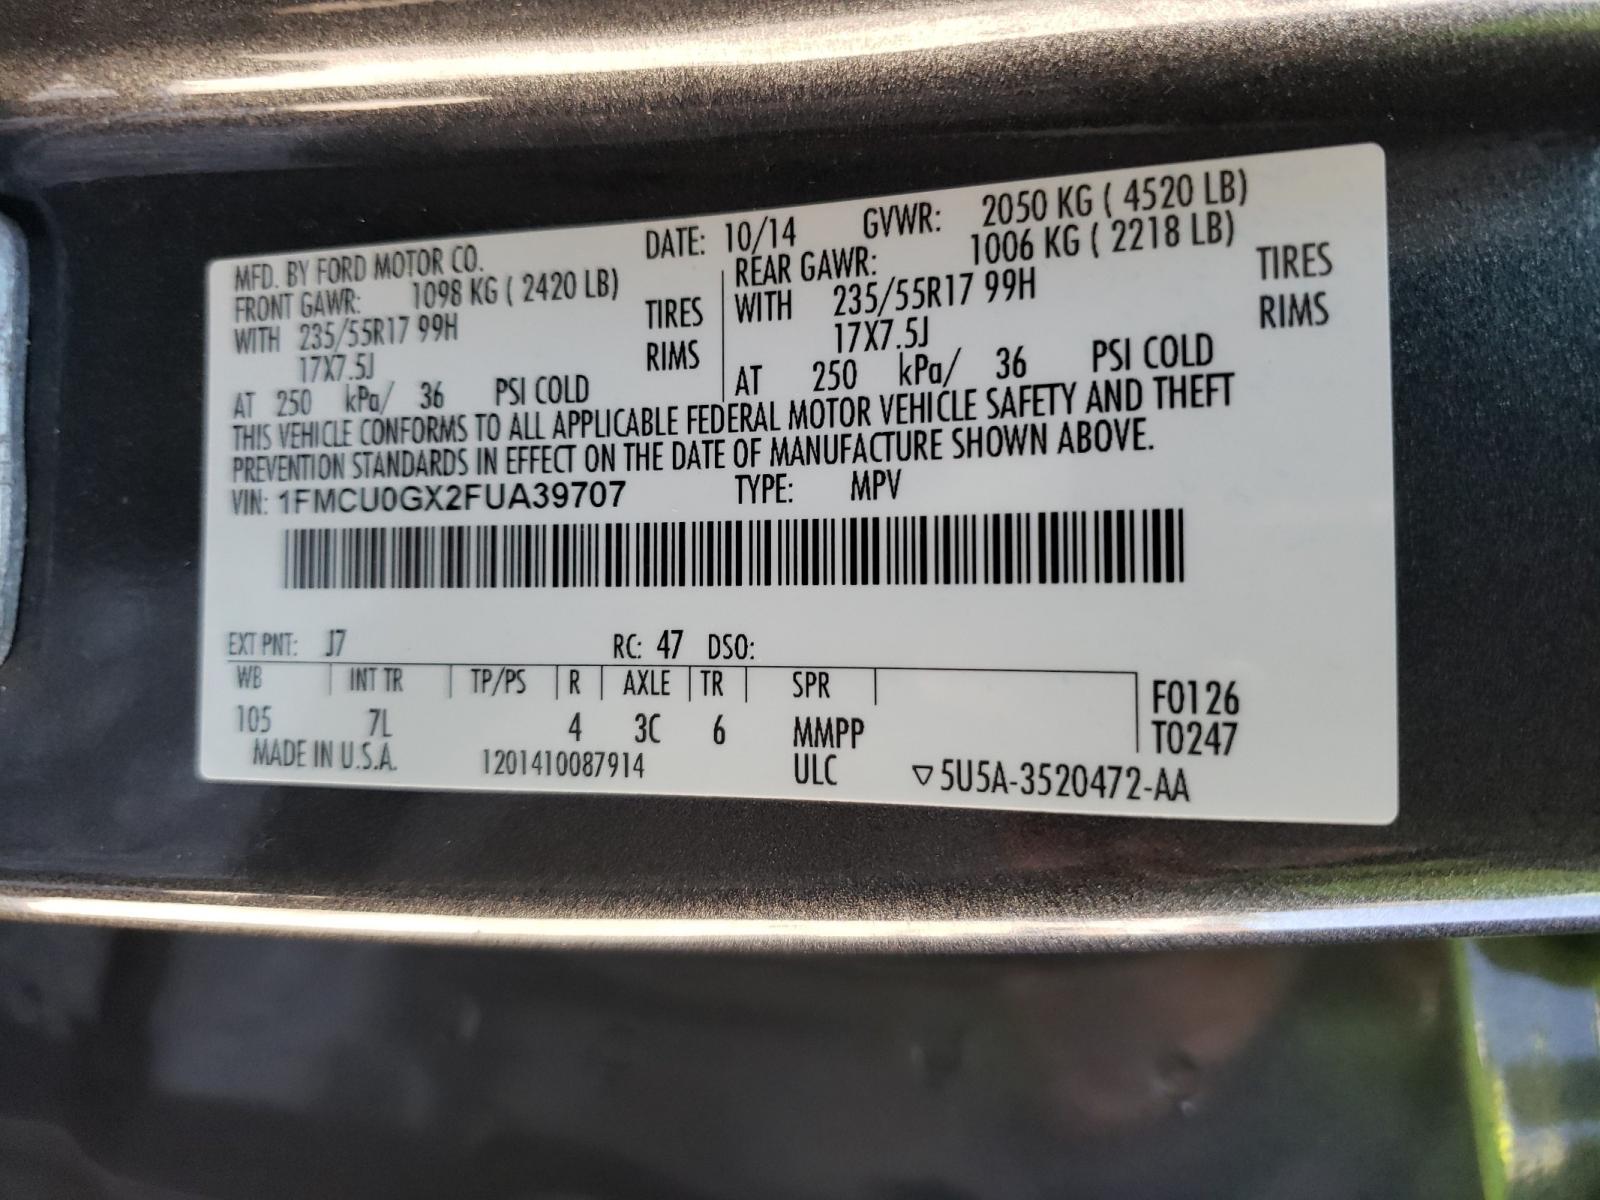 MFD. BY FORD MOTOR CO. DATE: 10/14 GVWR: 2050 KG ( 4520 LB)
FRONT GAWR: 1098 KG ( 2420 LB) REAR GAWR: 1006 KG ( 2218 LB)
WITH 235/55R17 99H TIRES WITH 235/55R17 99H TIRES
17X7.5J RIMS 17X7.5J RIMS
AT 250 kPa/ 36 PSI COLD AT 250 kPa/ 36 PSI COLD
THIS VEHICLE CONFORMS TO ALL APPLICABLE FEDERAL MOTOR VEHICLE SAFETY AND THEFT
PREVENTION STANDARDS IN EFFECT ON THE DATE OF MANUFACTURE SHOWN ABOVE.
VIN: 1FMCU0GX2FUA39707 TYPE: MPV
EXT PNT: J7 RC: 47 DSO:
WB INT TR TP/PS R AXLE TR SPR F0126
105 7L 4 3C 6 MMPP T0247
MADE IN U.S.A. 1201410087914 ULC ▽5U5A-3520472-AA